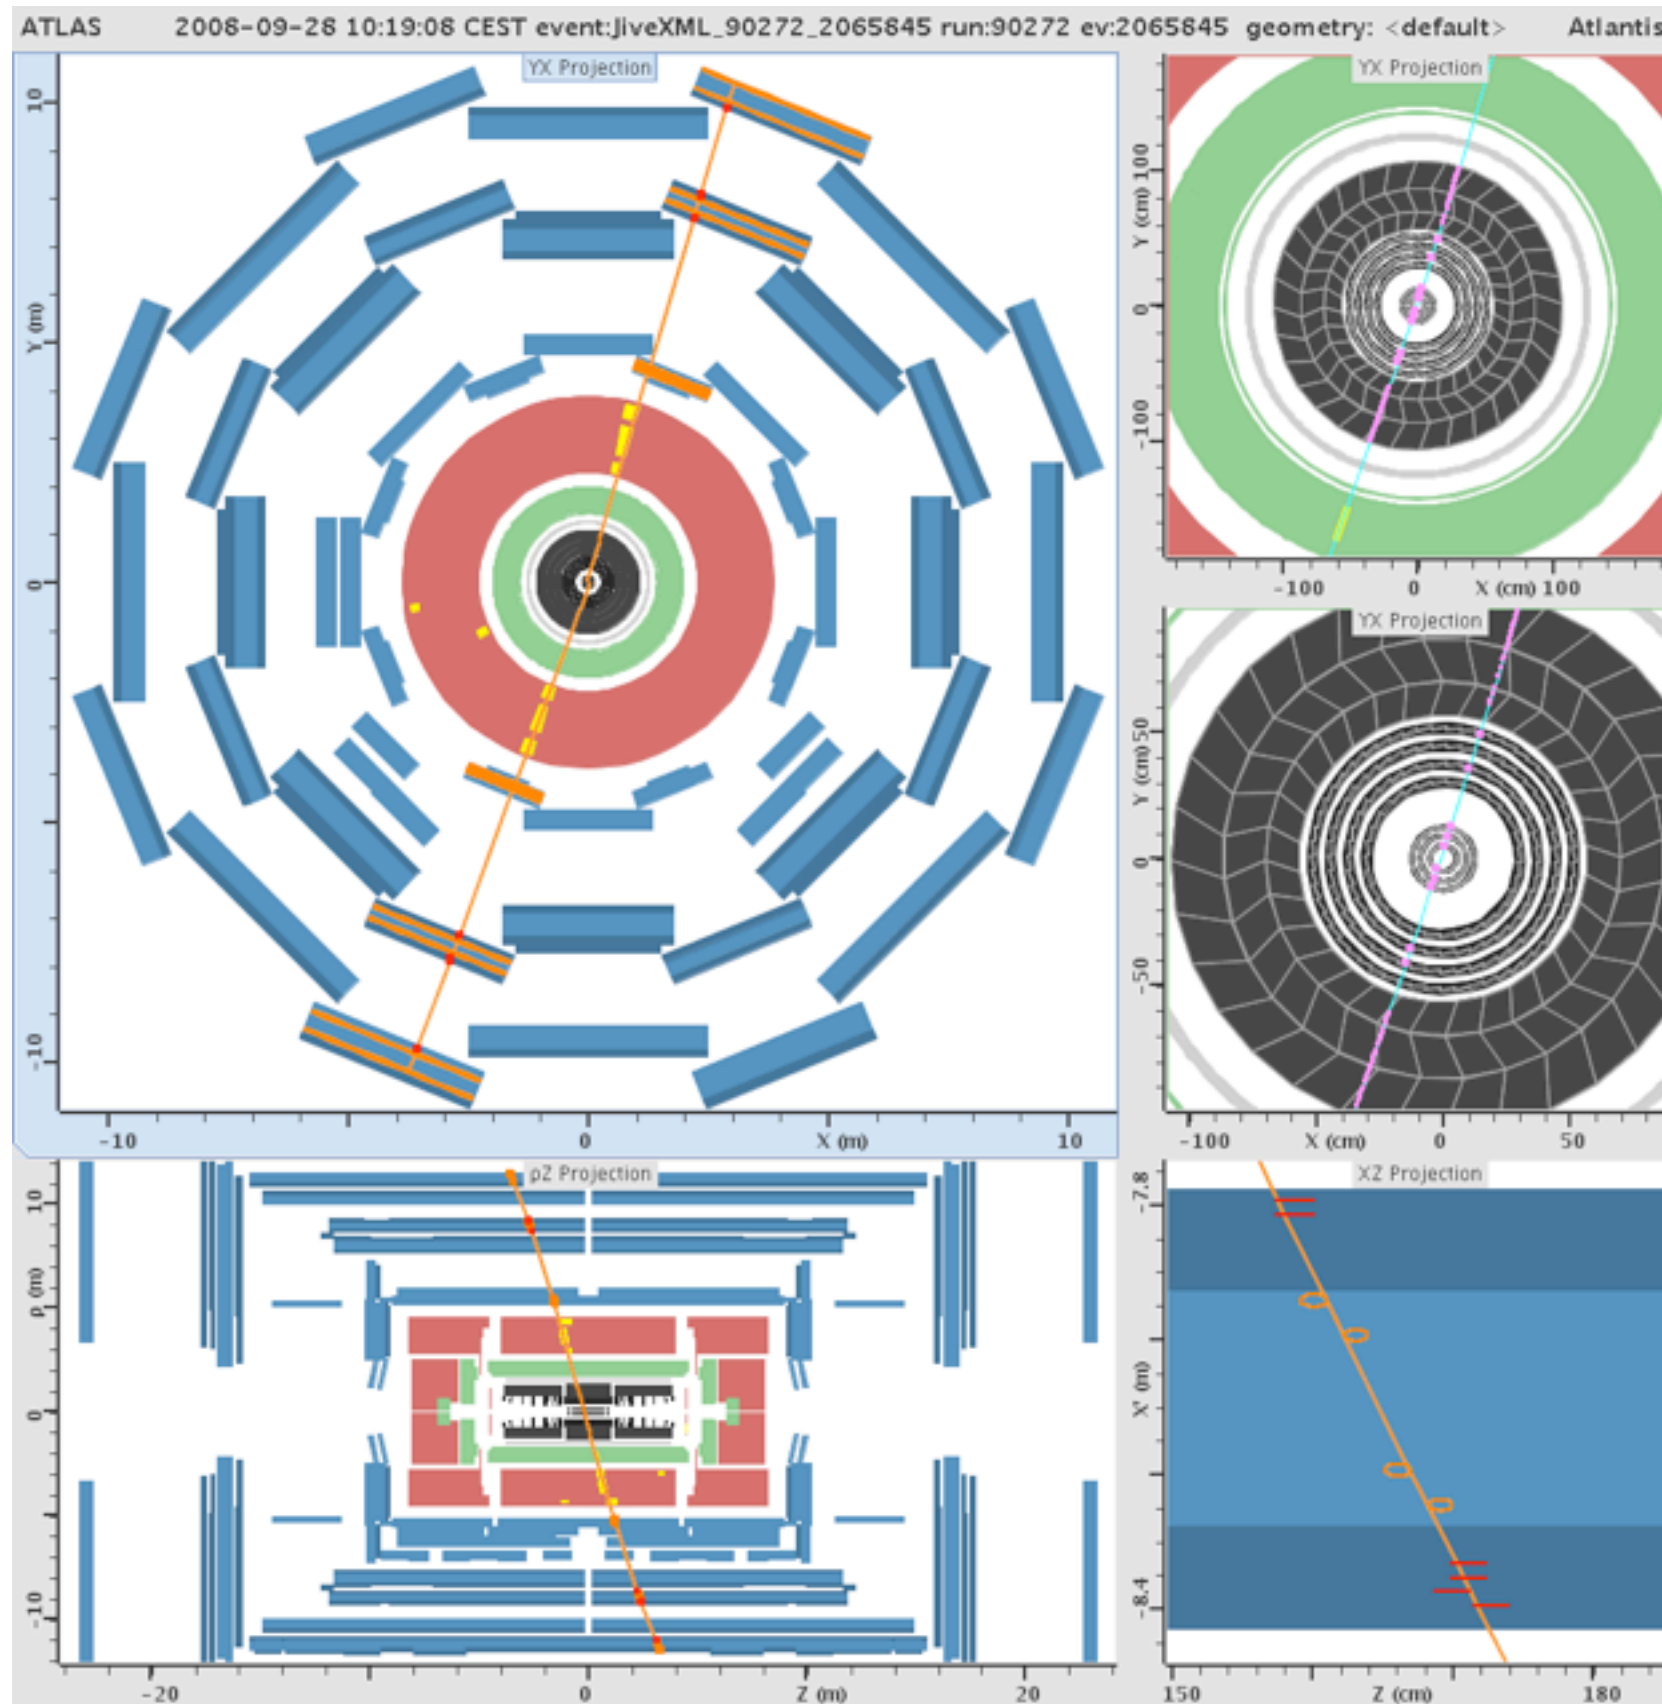 ATLAS 2008-09-28 10:19:08 CEST event:JiveXML_90272_2065845 run:90272 ev:2065845 geometry: <default> Atlantis
YX Projection
10
Y (m)
0
-10
-10 0 X (m) 10
YX Projection
100
Y (cm)
0
-100
-100 0 X (cm) 100
YX Projection
50
Y (cm)
0
-50
-100 X (cm) 0 50
ρZ Projection
10
ρ (m)
0
-10
-20 0 Z (m) 20
XZ Projection
-7.8
X' (m)
-8.4
150 Z (cm) 180